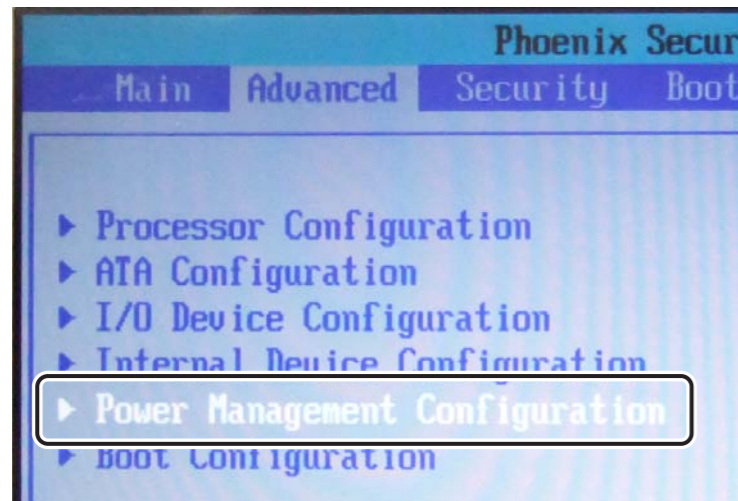 Phoenix Secur
Main Advanced Security Boot
Processor Configuration
ATA Configuration
I/O Device Configuration
Internal Device Configuration
Power Management Configuration
Boot Configuration